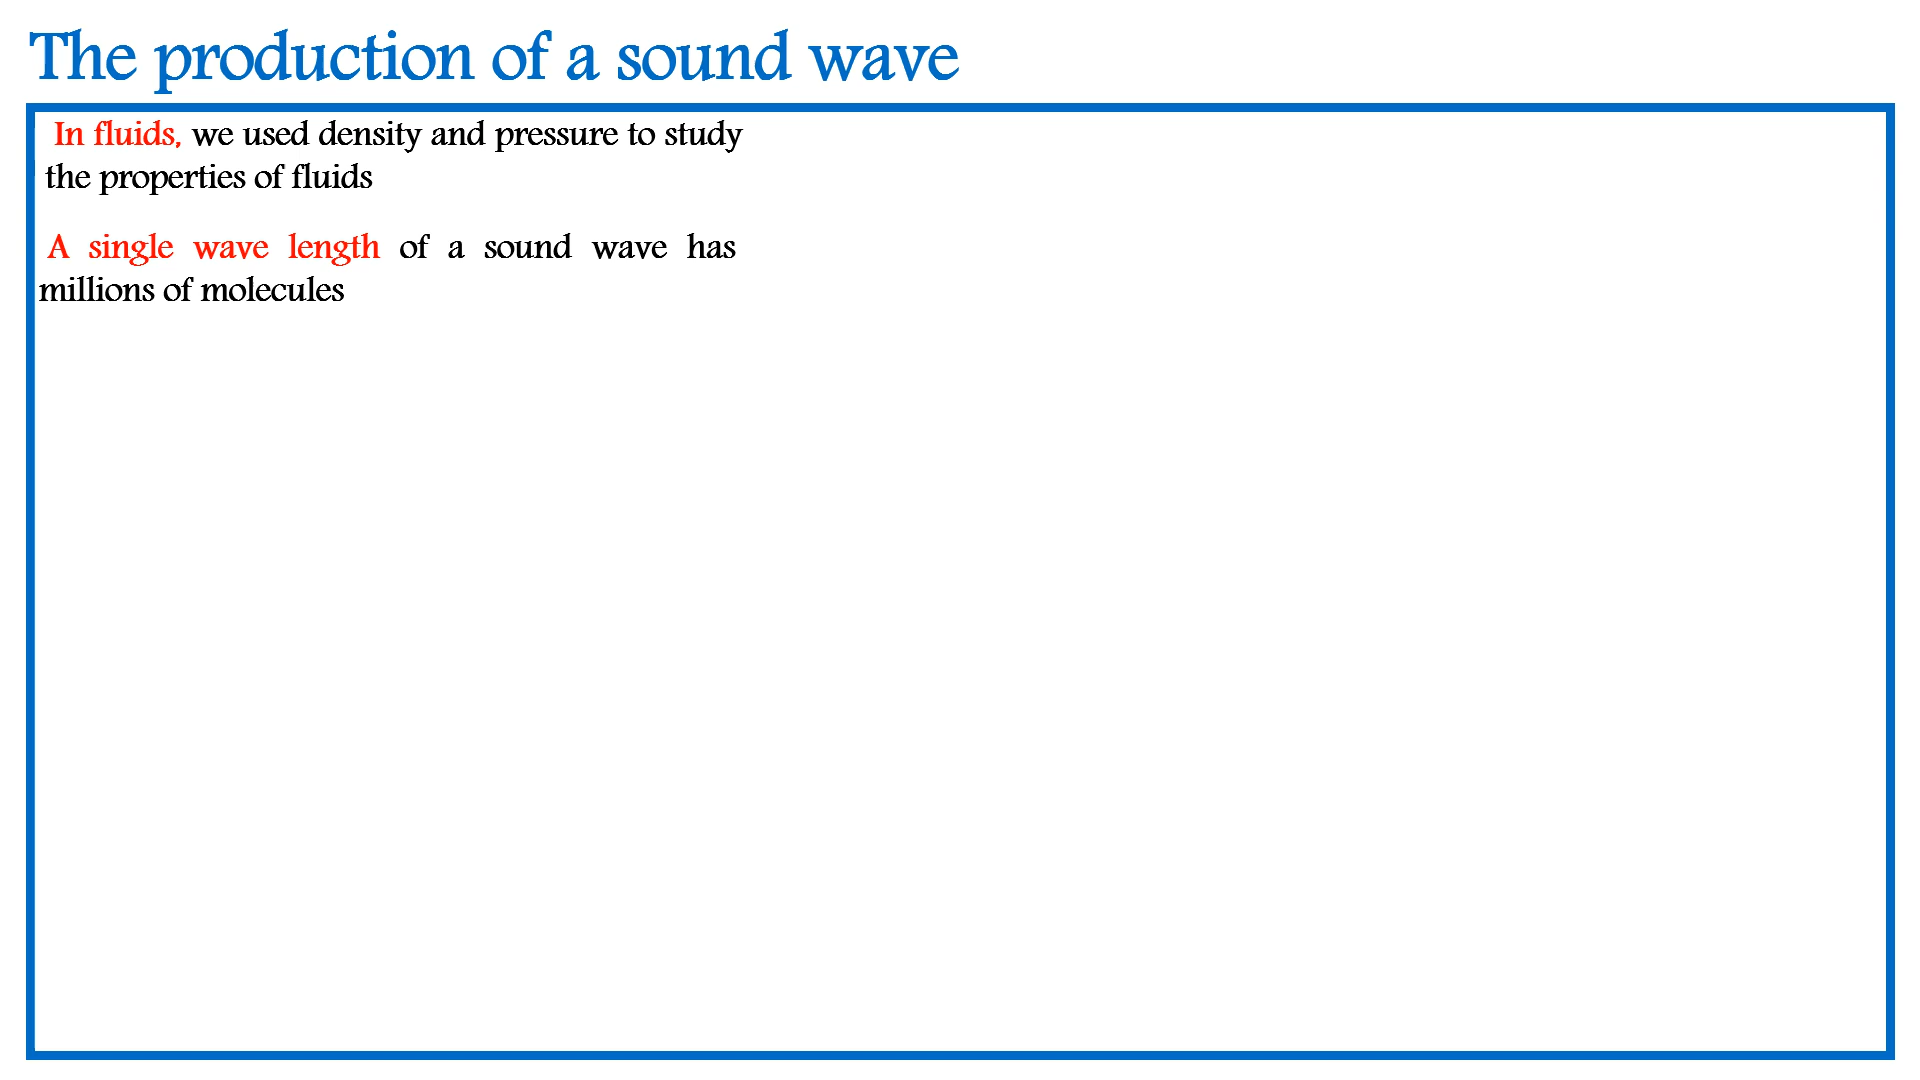 The production of a sound wave
In fluids, we used density and pressure to study
the properties of fluids
A single wave length of a sound wave has
millions of molecules